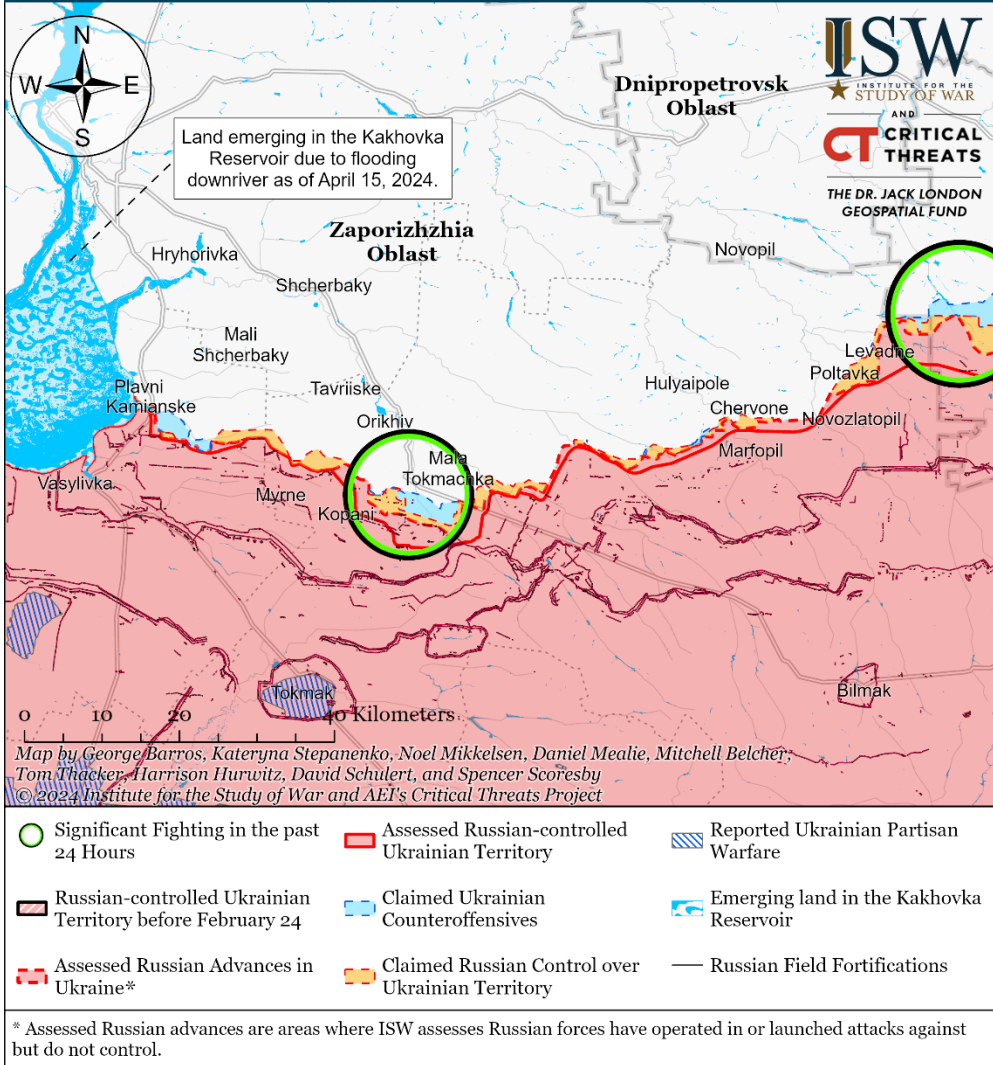 N
W
E
S
ISW
INSTITUTE FOR THE
STUDY OF WAR
AND
CT CRITICAL
THREATS
THE DR. JACK LONDON
GEOSPATIAL FUND
Land emerging in the Kakhovka
Reservoir due to flooding
downriver as of April 15, 2024.
Dnipropetrovsk
Oblast
Zaporizhzhia
Oblast
Hryhorivka
Novopil
Shcherbaky
Mali
Shcherbaky
Levadne
Poltavka
Plavni
Kamianske
Tavriiske
Hulyaipole
Orikhiv
Chervone
Novozlatopil
Mala
Tokmachka
Marfopil
Vasylivka
Myrne
Kopani
Tokmak
Bilmak
0 10 20 40 Kilometers
Map by George Barros, Kateryna Stepanenko, Noel Mikkelsen, Daniel Mealie, Mitchell Belcher,
Tom Thacker, Harrison Hurwitz, David Schulert, and Spencer Scoresby
© 2024 Institute for the Study of War and AEI's Critical Threats Project
Significant Fighting in the past
24 Hours
Assessed Russian-controlled
Ukrainian Territory
Reported Ukrainian Partisan
Warfare
Russian-controlled Ukrainian
Territory before February 24
Claimed Ukrainian
Counteroffensives
Emerging land in the Kakhovka
Reservoir
Assessed Russian Advances in
Ukraine*
Claimed Russian Control over
Ukrainian Territory
Russian Field Fortifications
* Assessed Russian advances are areas where ISW assesses Russian forces have operated in or launched attacks against
but do not control.